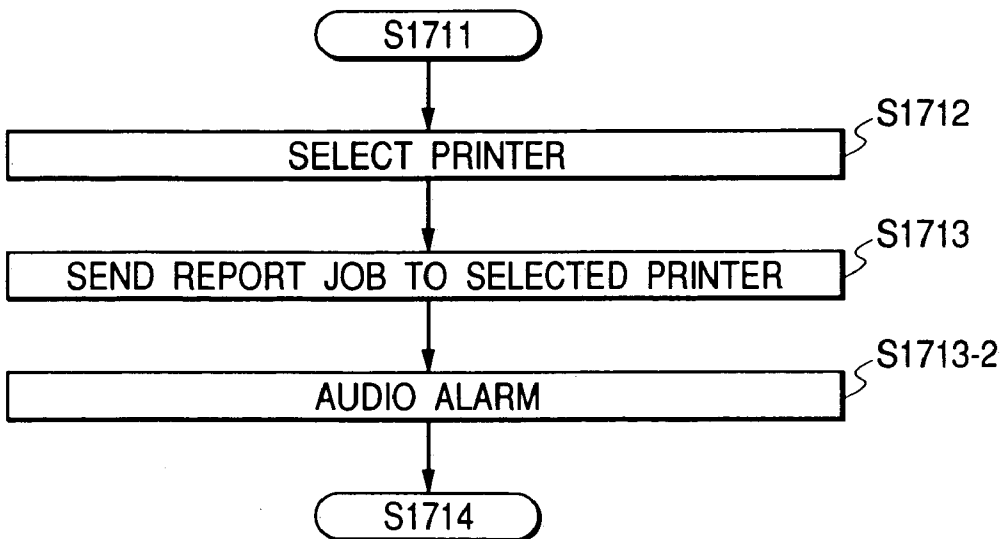 S1711
S1712
SELECT PRINTER
S1713
SEND REPORT JOB TO SELECTED PRINTER
S1713-2
AUDIO ALARM
S1714